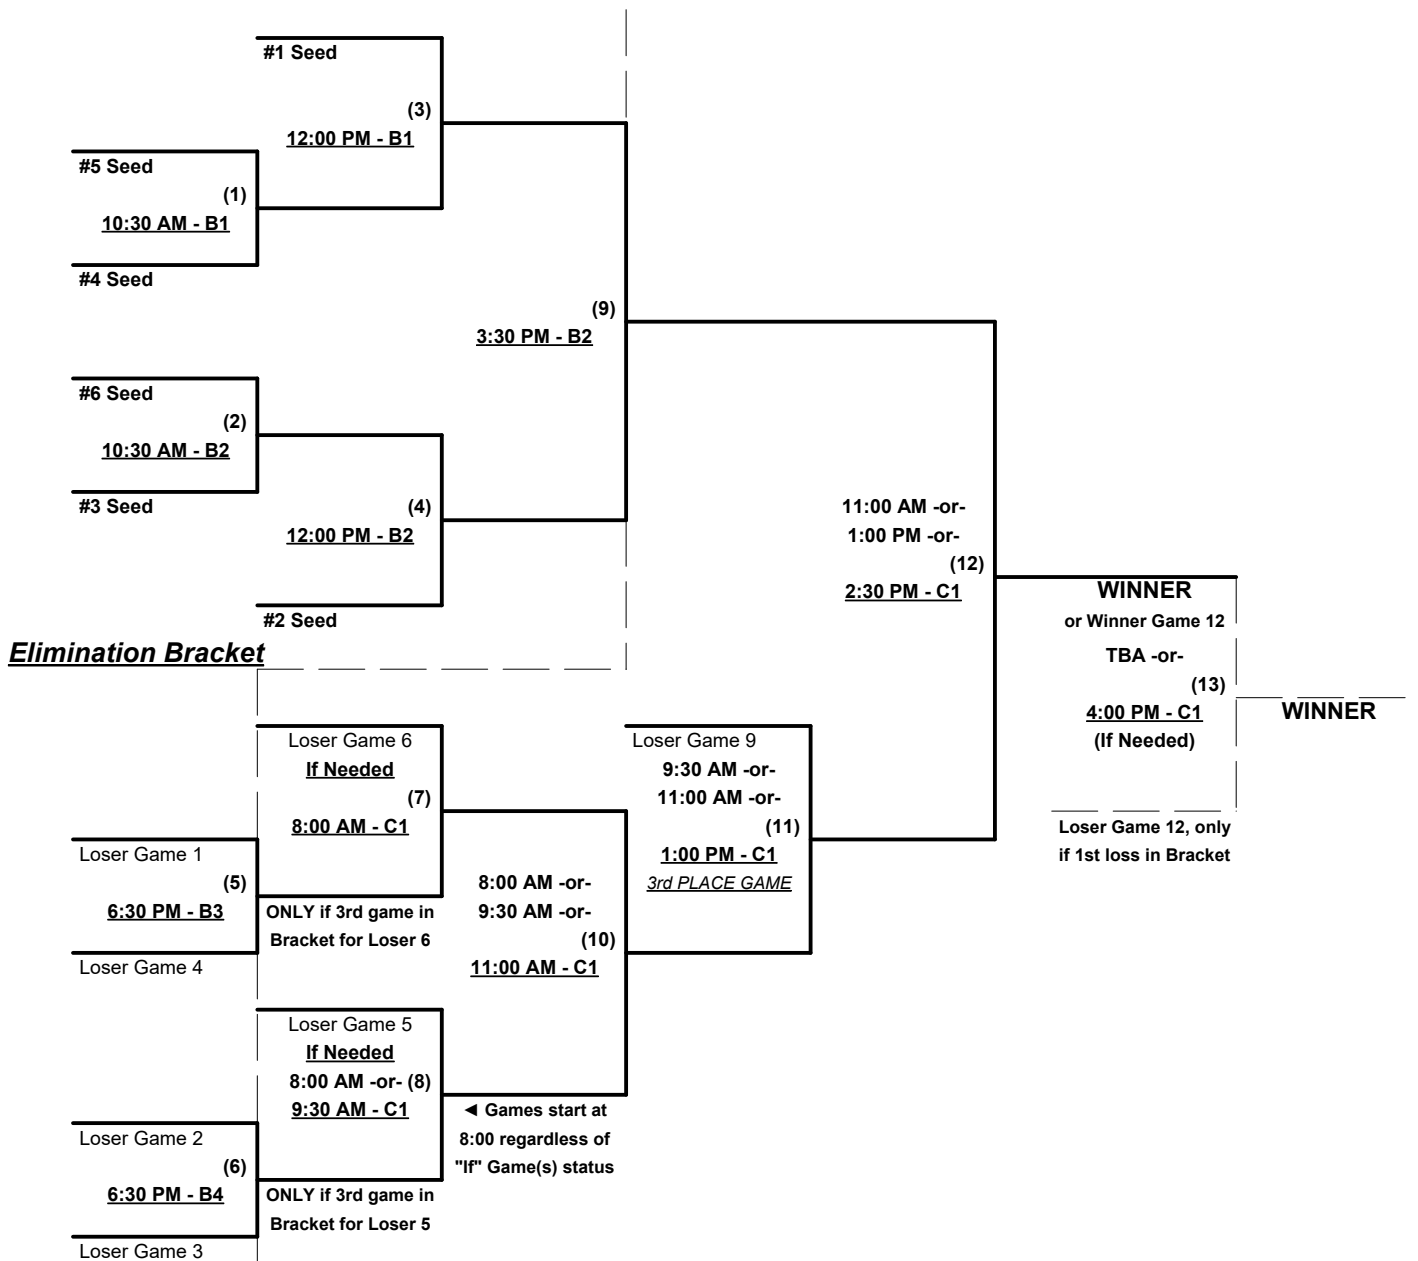 #1 Seed
(3)
12:00 PM - B1
#5 Seed
(1)
10:30 AM - B1
#4 Seed
(9)
3:30 PM - B2
#6 Seed
(2)
10:30 AM - B2
#3 Seed
(4)
12:00 PM - B2
#2 Seed
11:00 AM -or-
1:00 PM -or-
(12)
2:30 PM - C1
WINNER
or Winner Game 12
TBA -or-
(13)
4:00 PM - C1
(If Needed)
WINNER
Loser Game 12, only
if 1st loss in Bracket
Elimination Bracket
Loser Game 6
If Needed
(7)
8:00 AM - C1
Loser Game 9
9:30 AM -or-
11:00 AM -or-
(11)
1:00 PM - C1
3rd PLACE GAME
Loser Game 1
(5)
6:30 PM - B3
Loser Game 4
ONLY if 3rd game in
Bracket for Loser 6
8:00 AM -or-
9:30 AM -or-
(10)
11:00 AM - C1
Loser Game 5
If Needed
8:00 AM -or- (8)
9:30 AM - C1
◄ Games start at
8:00 regardless of
"If" Game(s) status
Loser Game 2
(6)
6:30 PM - B4
Loser Game 3
ONLY if 3rd game in
Bracket for Loser 5